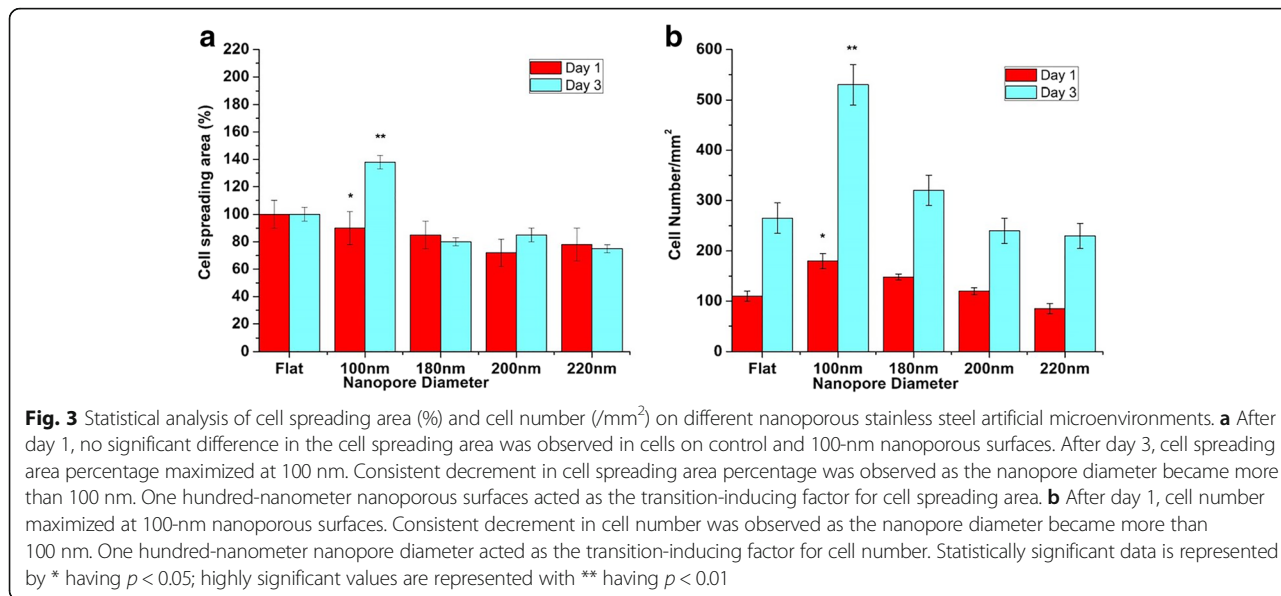 a
220
200
180
160
140
120
100
80
60
40
20
0
Cell spreading area (%)
Day 1
Day 3
*
**
Flat 100nm 180nm 200nm 220nm
Nanopore Diameter
b
600
500
400
300
200
100
0
Cell Number/mm²
Day 1
Day 3
*
**
Flat 100nm 180nm 200nm 220nm
Nanopore Diameter
Fig. 3 Statistical analysis of cell spreading area (%) and cell number (/mm²) on different nanoporous stainless steel artificial microenvironments. a After
day 1, no significant difference in the cell spreading area was observed in cells on control and 100-nm nanoporous surfaces. After day 3, cell spreading
area percentage maximized at 100 nm. Consistent decrement in cell spreading area percentage was observed as the nanopore diameter became more
than 100 nm. One hundred-nanometer nanoporous surfaces acted as the transition-inducing factor for cell spreading area. b After day 1, cell number
maximized at 100-nm nanoporous surfaces. Consistent decrement in cell number was observed as the nanopore diameter became more than
100 nm. One hundred-nanometer nanopore diameter acted as the transition-inducing factor for cell number. Statistically significant data is represented
by * having p < 0.05; highly significant values are represented with ** having p < 0.01